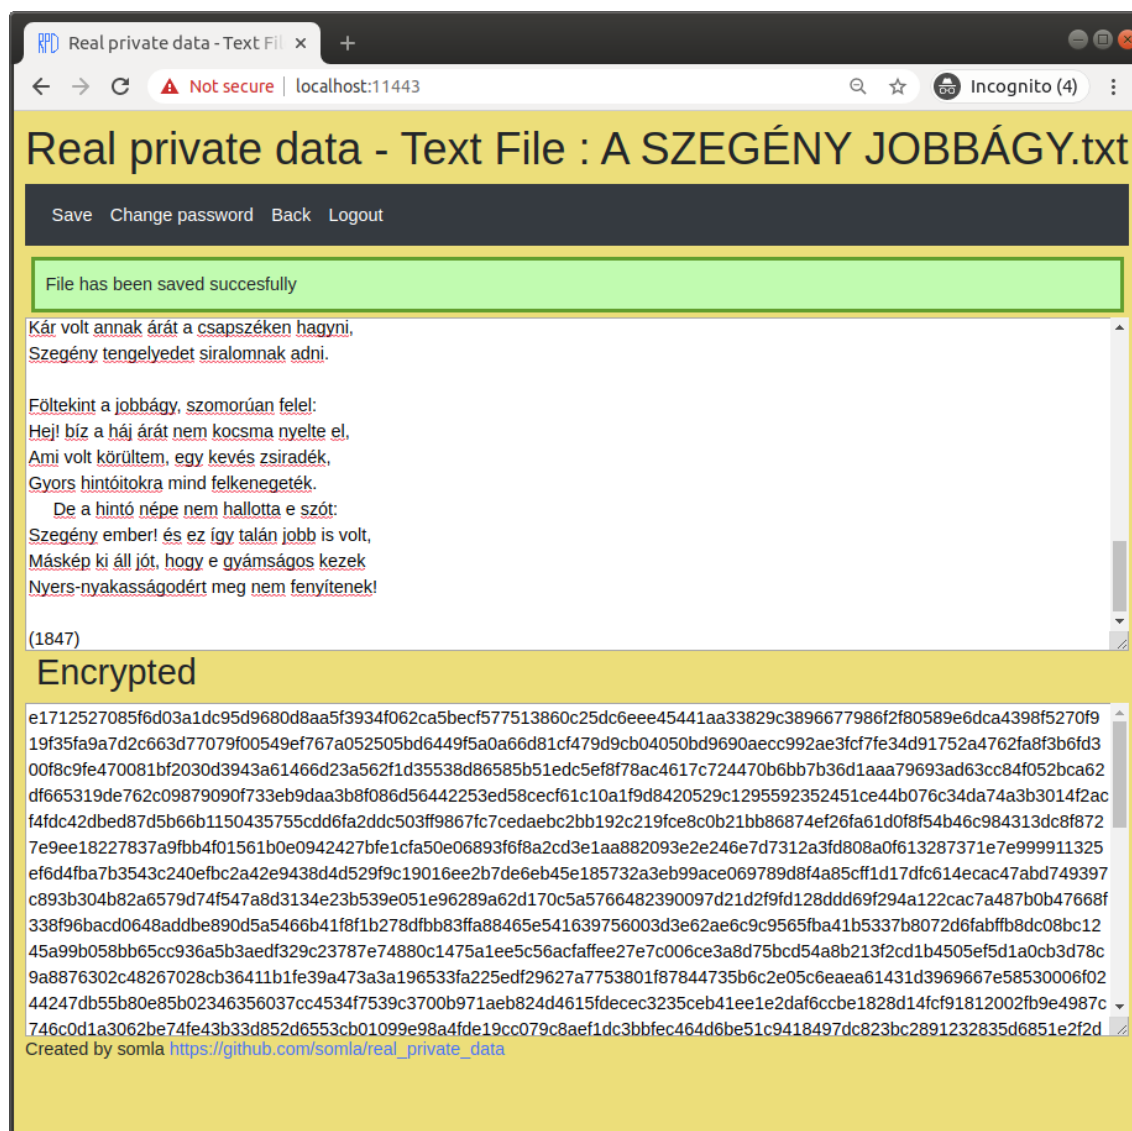 RPD Real private data - Text Fil
Not secure | localhost:11443 Incognito (4)
Real private data - Text File : A SZEGÉNY JOBBÁGY.txt
Save Change password Back Logout
File has been saved succesfully
Kár volt annak árát a csapszéken hagyni,
Szegény tengelyedet siralomnak adni.
Föltekint a jobbágy, szomorúan felel:
Hej! bíz a háj árát nem kocsma nyelte el,
Ami volt körültem, egy kevés zsiradék,
Gyors hintóitokra mind felkenegeték.
De a hintó népe nem hallotta e szót:
Szegény ember! és ez így talán jobb is volt,
Máskép ki áll jót, hogy e gyámságos kezek
Nyers-nyakasságodért meg nem fenyítenek!
(1847)
Encrypted
e1712527085f6d03a1dc95d9680d8aa5f3934f062ca5becf577513860c25dc6eee45441aa33829c3896677986f2f80589e6dca4398f5270f9
19f35fa9a7d2c663d77079f00549ef767a052505bd6449f5a0a66d81cf479d9cb04050bd9690aecc992ae3fcf7fe34d91752a4762fa8f3b6fd3
00f8c9fe470081bf2030d3943a61466d23a562f1d35538d86585b51edc5ef8f78ac4617c724470b6bb7b36d1aaa79693ad63cc84f052bca62
df665319de762c09879090f733eb9daa3b8f086d56442253ed58cecf61c10a1f9d8420529c1295592352451ce44b076c34da74a3b3014f2ac
f4fdc42dbed87d5b66b1150435755cdd6fa2ddc503ff9867fc7cedaebc2bb192c219fce8c0b21bb86874ef26fa61d0f8f54b46c984313dc8f872
7e9ee18227837a9fbb4f01561b0e0942427bfe1cfa50e06893f6f8a2cd3e1aa882093e2e246e7d7312a3fd808a0f613287371e7e999911325
ef6d4fba7b3543c240efbc2a42e9438d4d529f9c19016ee2b7de6eb45e185732a3eb99ace069789d8f4a85cff1d17dfc614ecac47abd749397
c893b304b82a6579d74f547a8d3134e23b539e051e96289a62d170c5a5766482390097d21d2f9fd128ddd69f294a122cac7a487b0b47668f
338f96bacd0648addbe890d5a5466b41f8f1b278dfbb83ffa88465e541639756003d3e62ae6c9c9565fba41b5337b8072d6fabffb8dc08bc12
45a99b058bb65cc936a5b3aedf329c23787e74880c1475a1ee5c56acfaffee27e7c006ce3a8d75bcd54a8b213f2cd1b4505ef5d1a0cb3d78c
9a8876302c48267028cb36411b1fe39a473a3a196533fa225edf29627a7753801f87844735b6c2e05c6eaea61431d3969667e58530006f02
44247db55b80e85b02346356037cc4534f7539c3700b971aeb824d4615fdecec3235ceb41ee1e2daf6ccbe1828d14fcf91812002fb9e4987c
746c0d1a3062be74fe43b33d852d6553cb01099e98a4fde19cc079c8aef1dc3bbfec464d6be51c9418497dc823bc2891232835d6851e2f2d
Created by somla https://github.com/somla/real_private_data